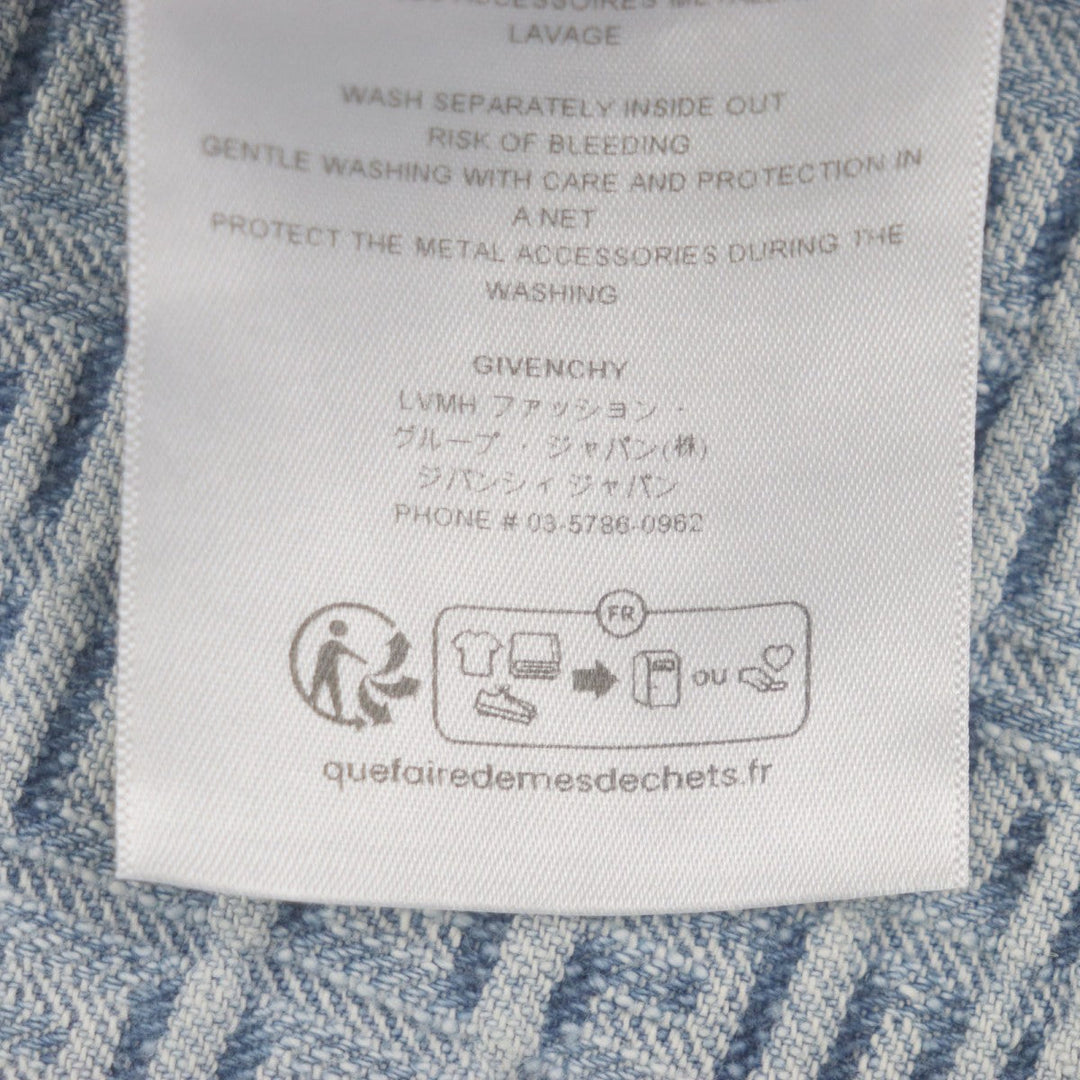 ACCESSOIRES
LAVAGE
WASH SEPARATELY INSIDE OUT
RISK OF BLEEDING
GENTLE WASHING WITH CARE AND PROTECTION IN
A NET
PROTECT THE METAL ACCESSORIES DURING THE
WASHING
GIVENCHY
LVMH ファッション ・
グループ ・ ジャパン(株)
ジバンシィ ジャパン
PHONE # 03-5786-0962
FR
OU
quefairedemesdechets.fr